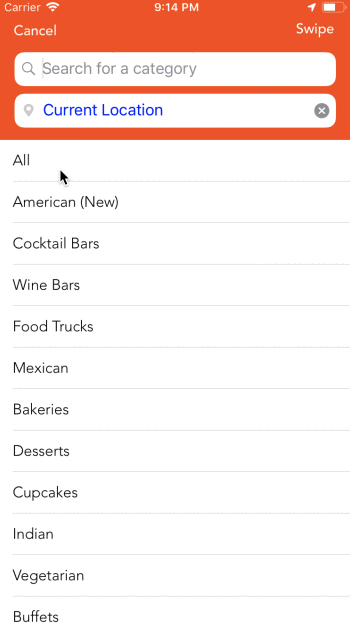 Carrier 9:14 PM
Cancel Swipe
Search for a category
Current Location
All
American (New)
Cocktail Bars
Wine Bars
Food Trucks
Mexican
Bakeries
Desserts
Cupcakes
Indian
Vegetarian
Buffets